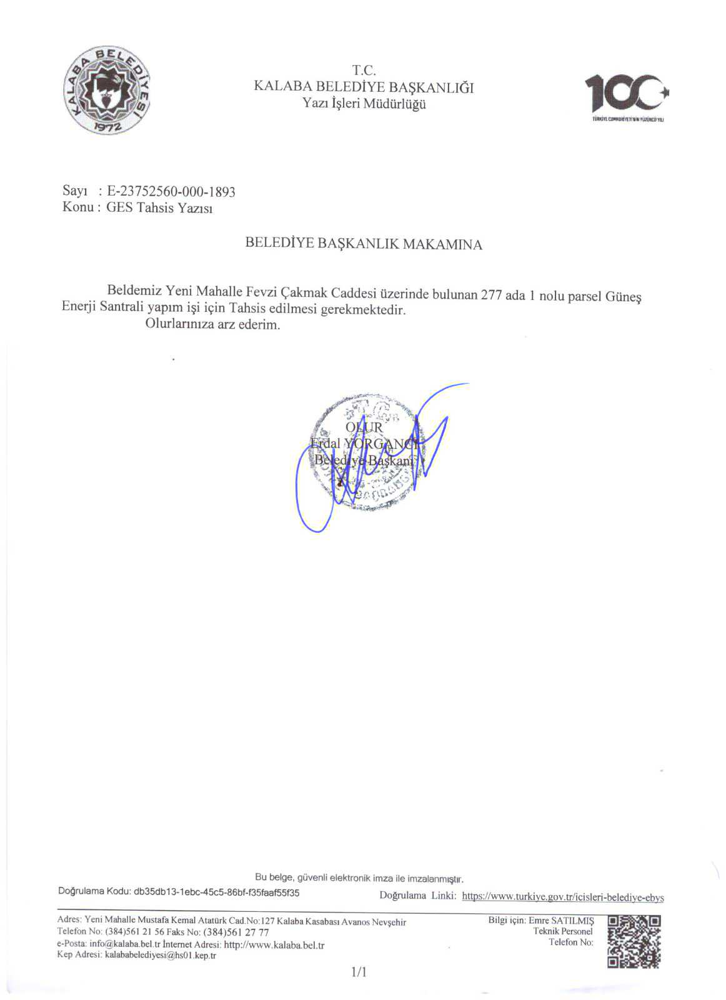 KALABA BELEDİYESİ
1972
T.C.
KALABA BELEDİYE BAŞKANLIĞI
Yazı İşleri Müdürlüğü
100
TÜRKİYE CUMHURİYETİ'NİN YÜZÜNCÜ YILI
Sayı : E-23752560-000-1893
Konu : GES Tahsis Yazısı
BELEDİYE BAŞKANLIK MAKAMINA
Beldemiz Yeni Mahalle Fevzi Çakmak Caddesi üzerinde bulunan 277 ada 1 nolu parsel Güneş
Enerji Santrali yapım işi için Tahsis edilmesi gerekmektedir.
Olurlarınıza arz ederim.
T.C.
OLUR
Erdal YORGANCI
Belediye Başkanı
Bu belge, güvenli elektronik imza ile imzalanmıştır.
Doğrulama Kodu: db35db13-1ebc-45c5-86bf-f35faaf55f35
Doğrulama Linki: https://www.turkiye.gov.tr/icisleri-belediye-ebys
Adres: Yeni Mahalle Mustafa Kemal Atatürk Cad.No:127 Kalaba Kasabası Avanos Nevşehir
Telefon No: (384)561 21 56 Faks No: (384)561 27 77
e-Posta: info@kalaba.bel.tr İnternet Adresi: http://www.kalaba.bel.tr
Kep Adresi: kalababelediyesi@hs01.kep.tr
Bilgi için: Emre SATILMIŞ
Teknik Personel
Telefon No:
1/1